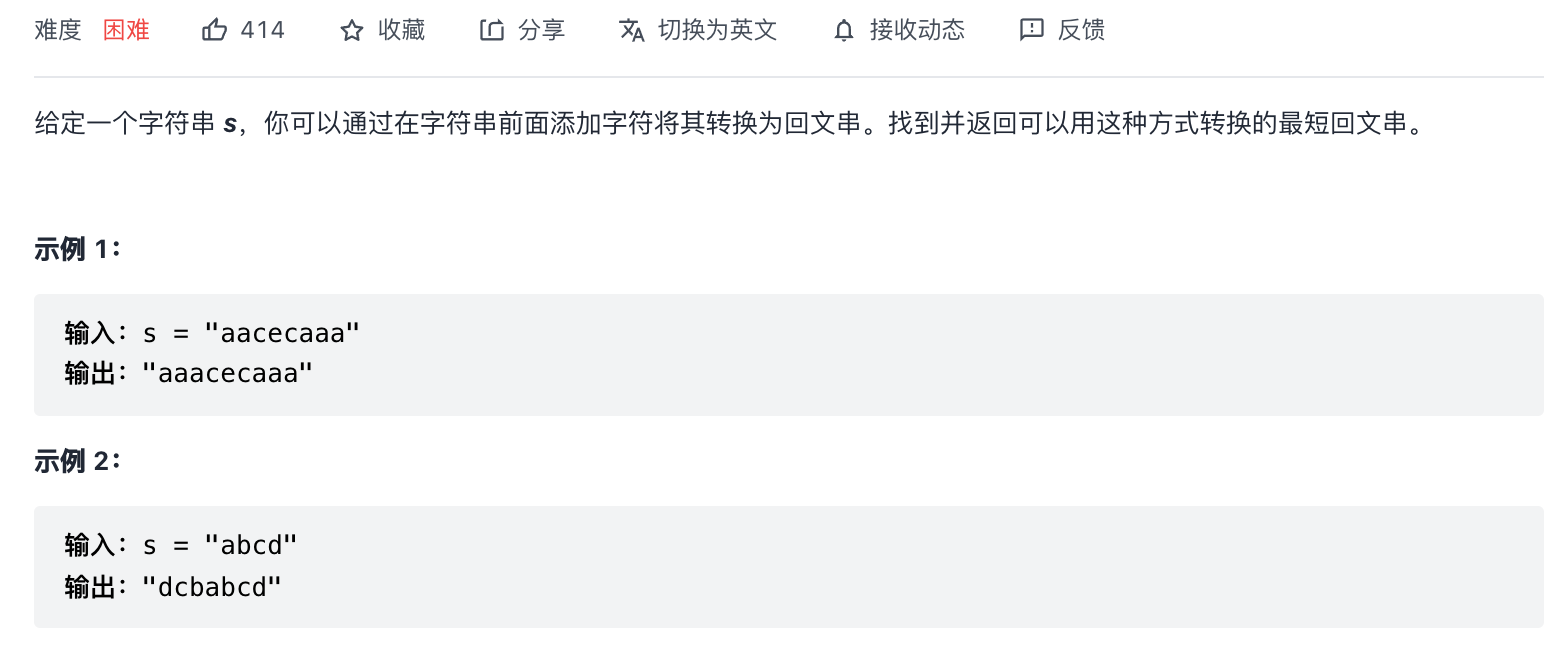 难度 困难 414 收藏 分享 切换为英文 接收动态 反馈
给定一个字符串 s，你可以通过在字符串前面添加字符将其转换为回文串。找到并返回可以用这种方式转换的最短回文串。
示例 1：
输入：s = "aacecaaa"
输出："aaacecaaa"
示例 2：
输入：s = "abcd"
输出："dcbabcd"